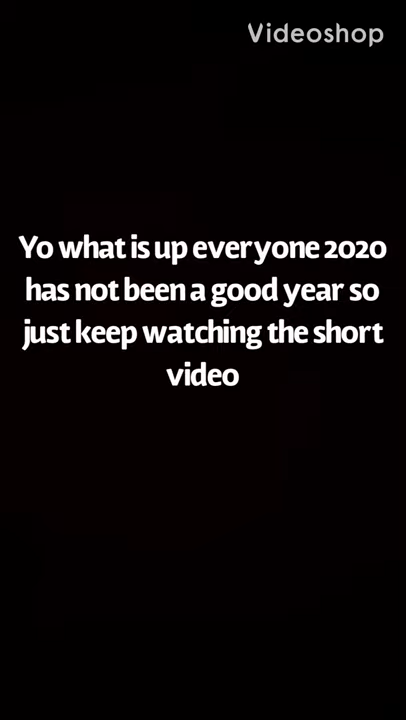 Videoshop
Yo what is up everyone 2020
has not been a good year so
just keep watching the short
video